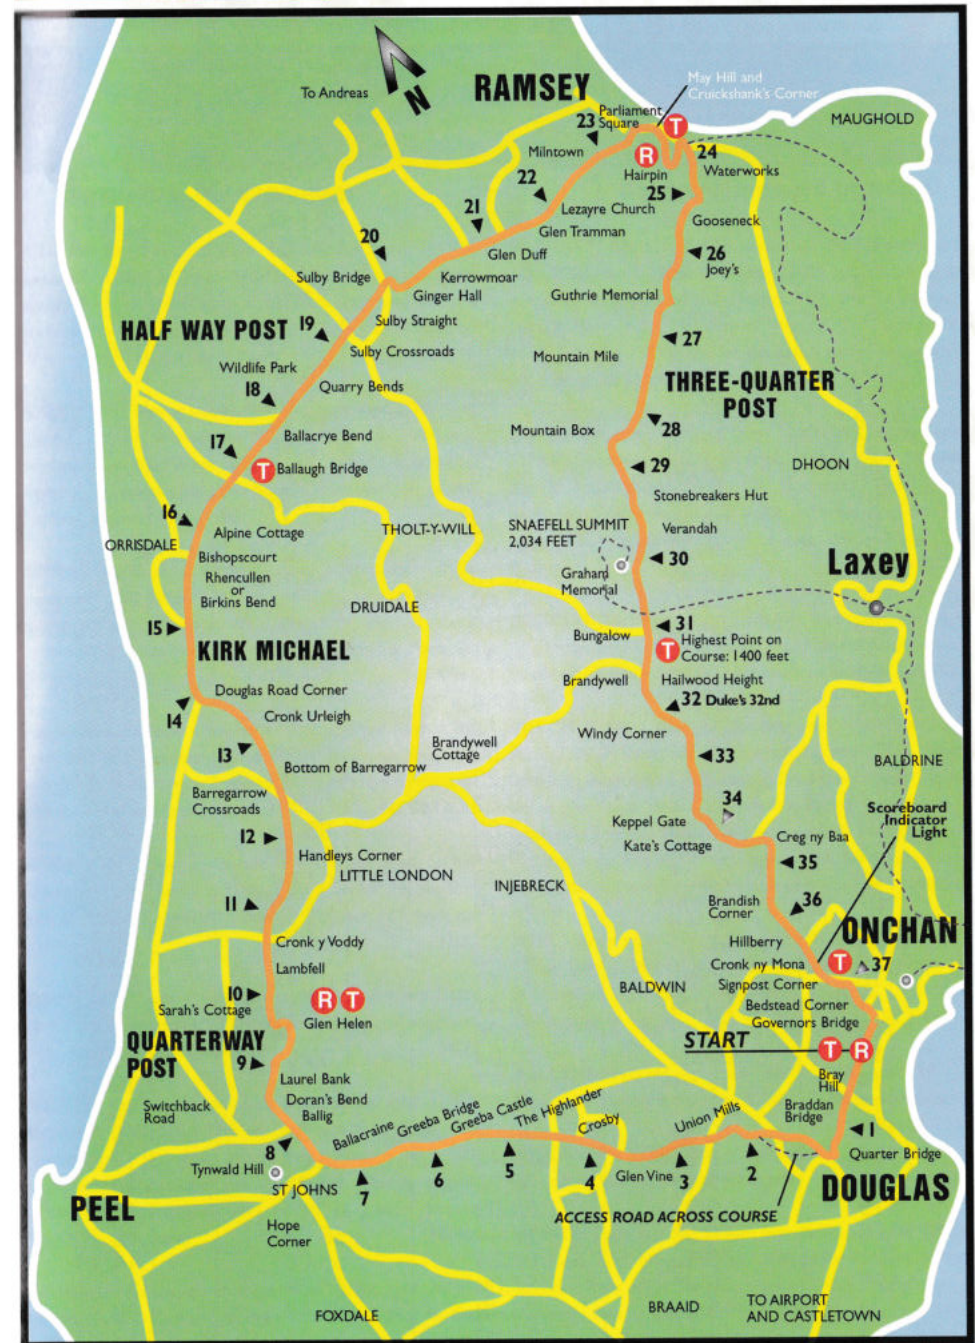 May Hill and
Cruickshank's Corner
RAMSEY
To Andreas
N
Parliament
Square
23
T
MAUGHOLD
Milntown
R
Hairpin
24
Waterworks
22
25
Lezayre Church
Gooseneck
21
Glen Tramman
20
Glen Duff
26
Joey's
Sulby Bridge
Kerrowmoar
Ginger Hall
Guthrie Memorial
HALF WAY POST
19
Sulby Straight
27
Sulby Crossroads
Mountain Mile
Wildlife Park
18
Quarry Bends
THREE-QUARTER
POST
28
17
Ballacrye Bend
Mountain Box
T
Ballaugh Bridge
29
DHOON
Stonebreakers Hut
16
Alpine Cottage
THOLT-Y-WILL
SNAEFELL SUMMIT
2,034 FEET
Verandah
ORRISDALE
Bishopscourt
30
Laxey
Rhencullen
or
Birkins Bend
Graham
Memorial
DRUIDALE
15
31
Bungalow
KIRK MICHAEL
T
Highest Point on
Course: 1400 feet
Brandywell
Hailwood Height
Douglas Road Corner
32 Duke's 32nd
14
Cronk Urleigh
Windy Corner
13
Brandywell
Cottage
33
BALDRINE
Bottom of Barregarrow
Barregarrow
Crossroads
34
Scoreboard
Indicator
Light
Keppel Gate
12
Kate's Cottage
Creg ny Baa
Handleys Corner
35
LITTLE LONDON
INJEBRECK
11
Brandish
Corner
36
ONCHAN
Cronk y Voddy
Hillberry
Lambfell
Cronk ny Mona
T
37
10
Signpost Corner
Sarah's Cottage
R T
BALDWIN
Bedstead Corner
Glen Helen
Governors Bridge
QUARTERWAY
POST
START
T R
9
Laurel Bank
Bray
Hill
Doran's Bend
Switchback
Road
Ballig
Braddan
Bridge
Ballacraine
Greeba Bridge
Greeba Castle
The Highlander
Crosby
Union Mills
1
8
Quarter Bridge
Tynwald Hill
7
6
5
4
Glen Vine
3
2
ST JOHNS
DOUGLAS
PEEL
ACCESS ROAD ACROSS COURSE
Hope
Corner
FOXDALE
BRAAID
TO AIRPORT
AND CASTLETOWN